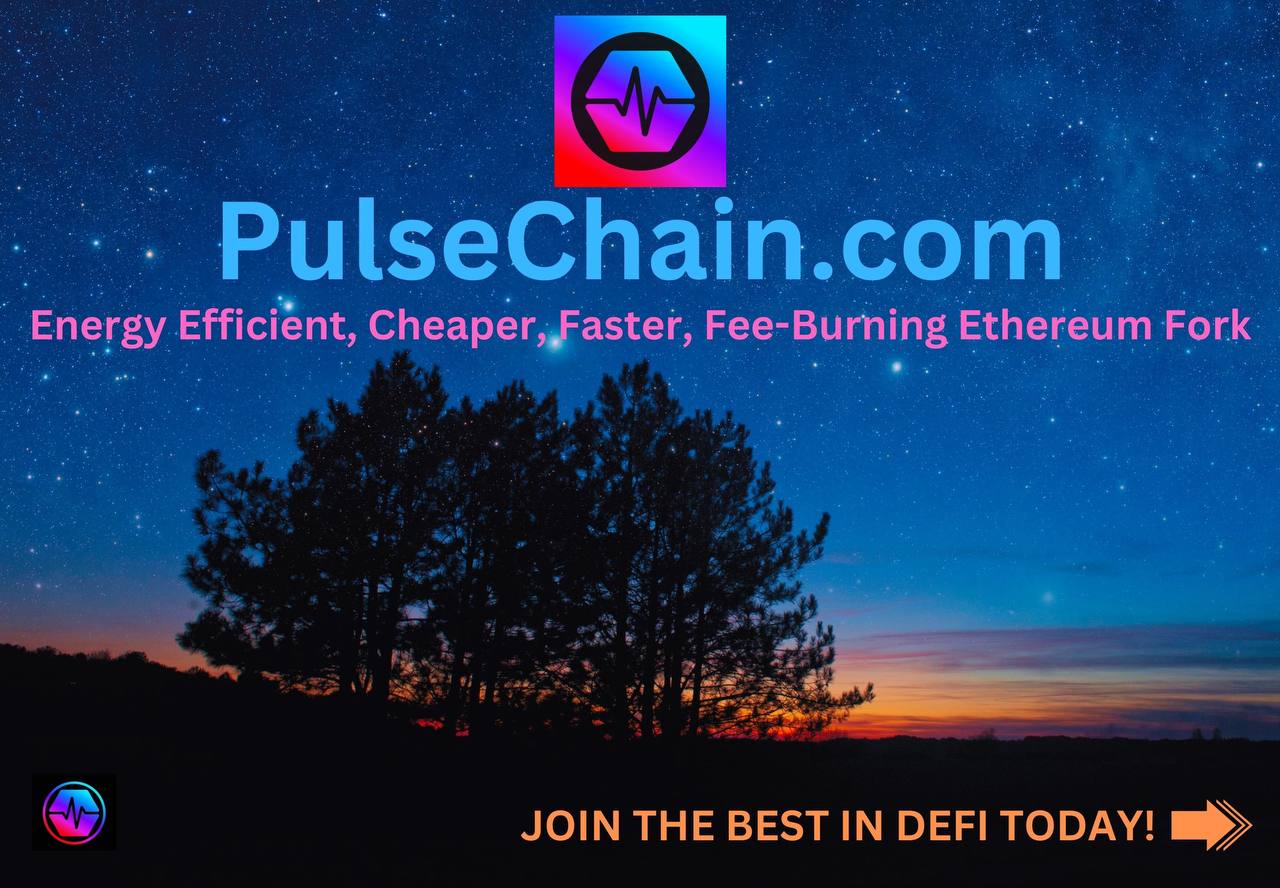 PulseChain.com
Energy Efficient, Cheaper, Faster, Fee-Burning Ethereum Fork
JOIN THE BEST IN DEFI TODAY!